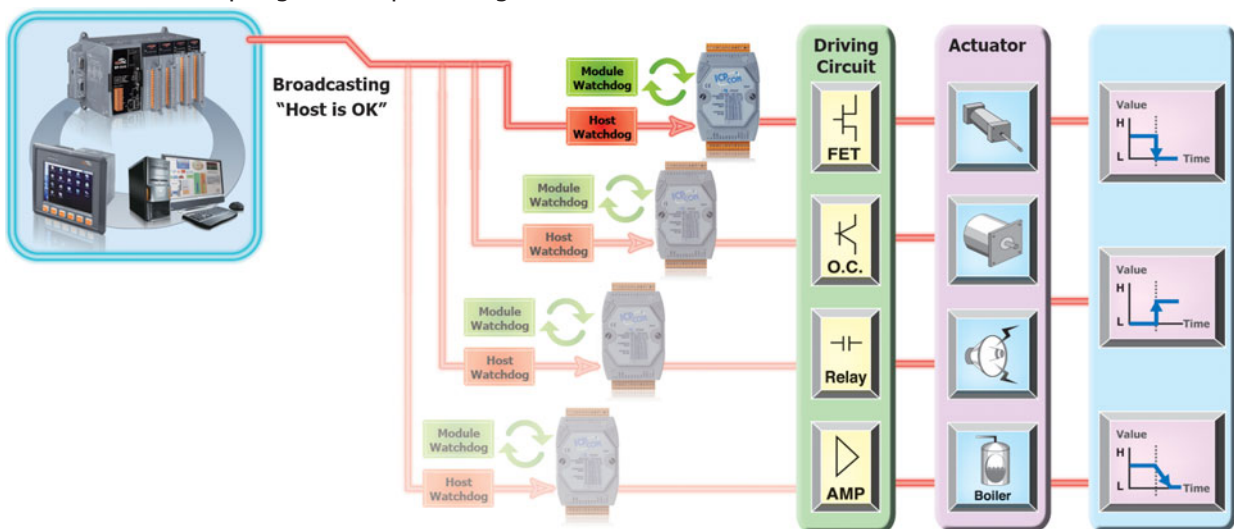 Broadcasting
"Host is OK"
Module
Watchdog
Host
Watchdog
Module
Watchdog
Host
Watchdog
Module
Watchdog
Host
Watchdog
Module
Watchdog
Host
Watchdog
Driving
Circuit
FET
O.C.
Relay
AMP
Actuator
Boiler
Value
H
L
Time
Value
H
L
Time
Value
H
L
Time